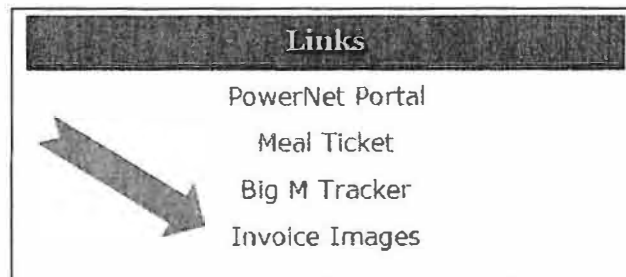 Links
PowerNet Portal
Meal Ticket
Big M Tracker
Invoice Images